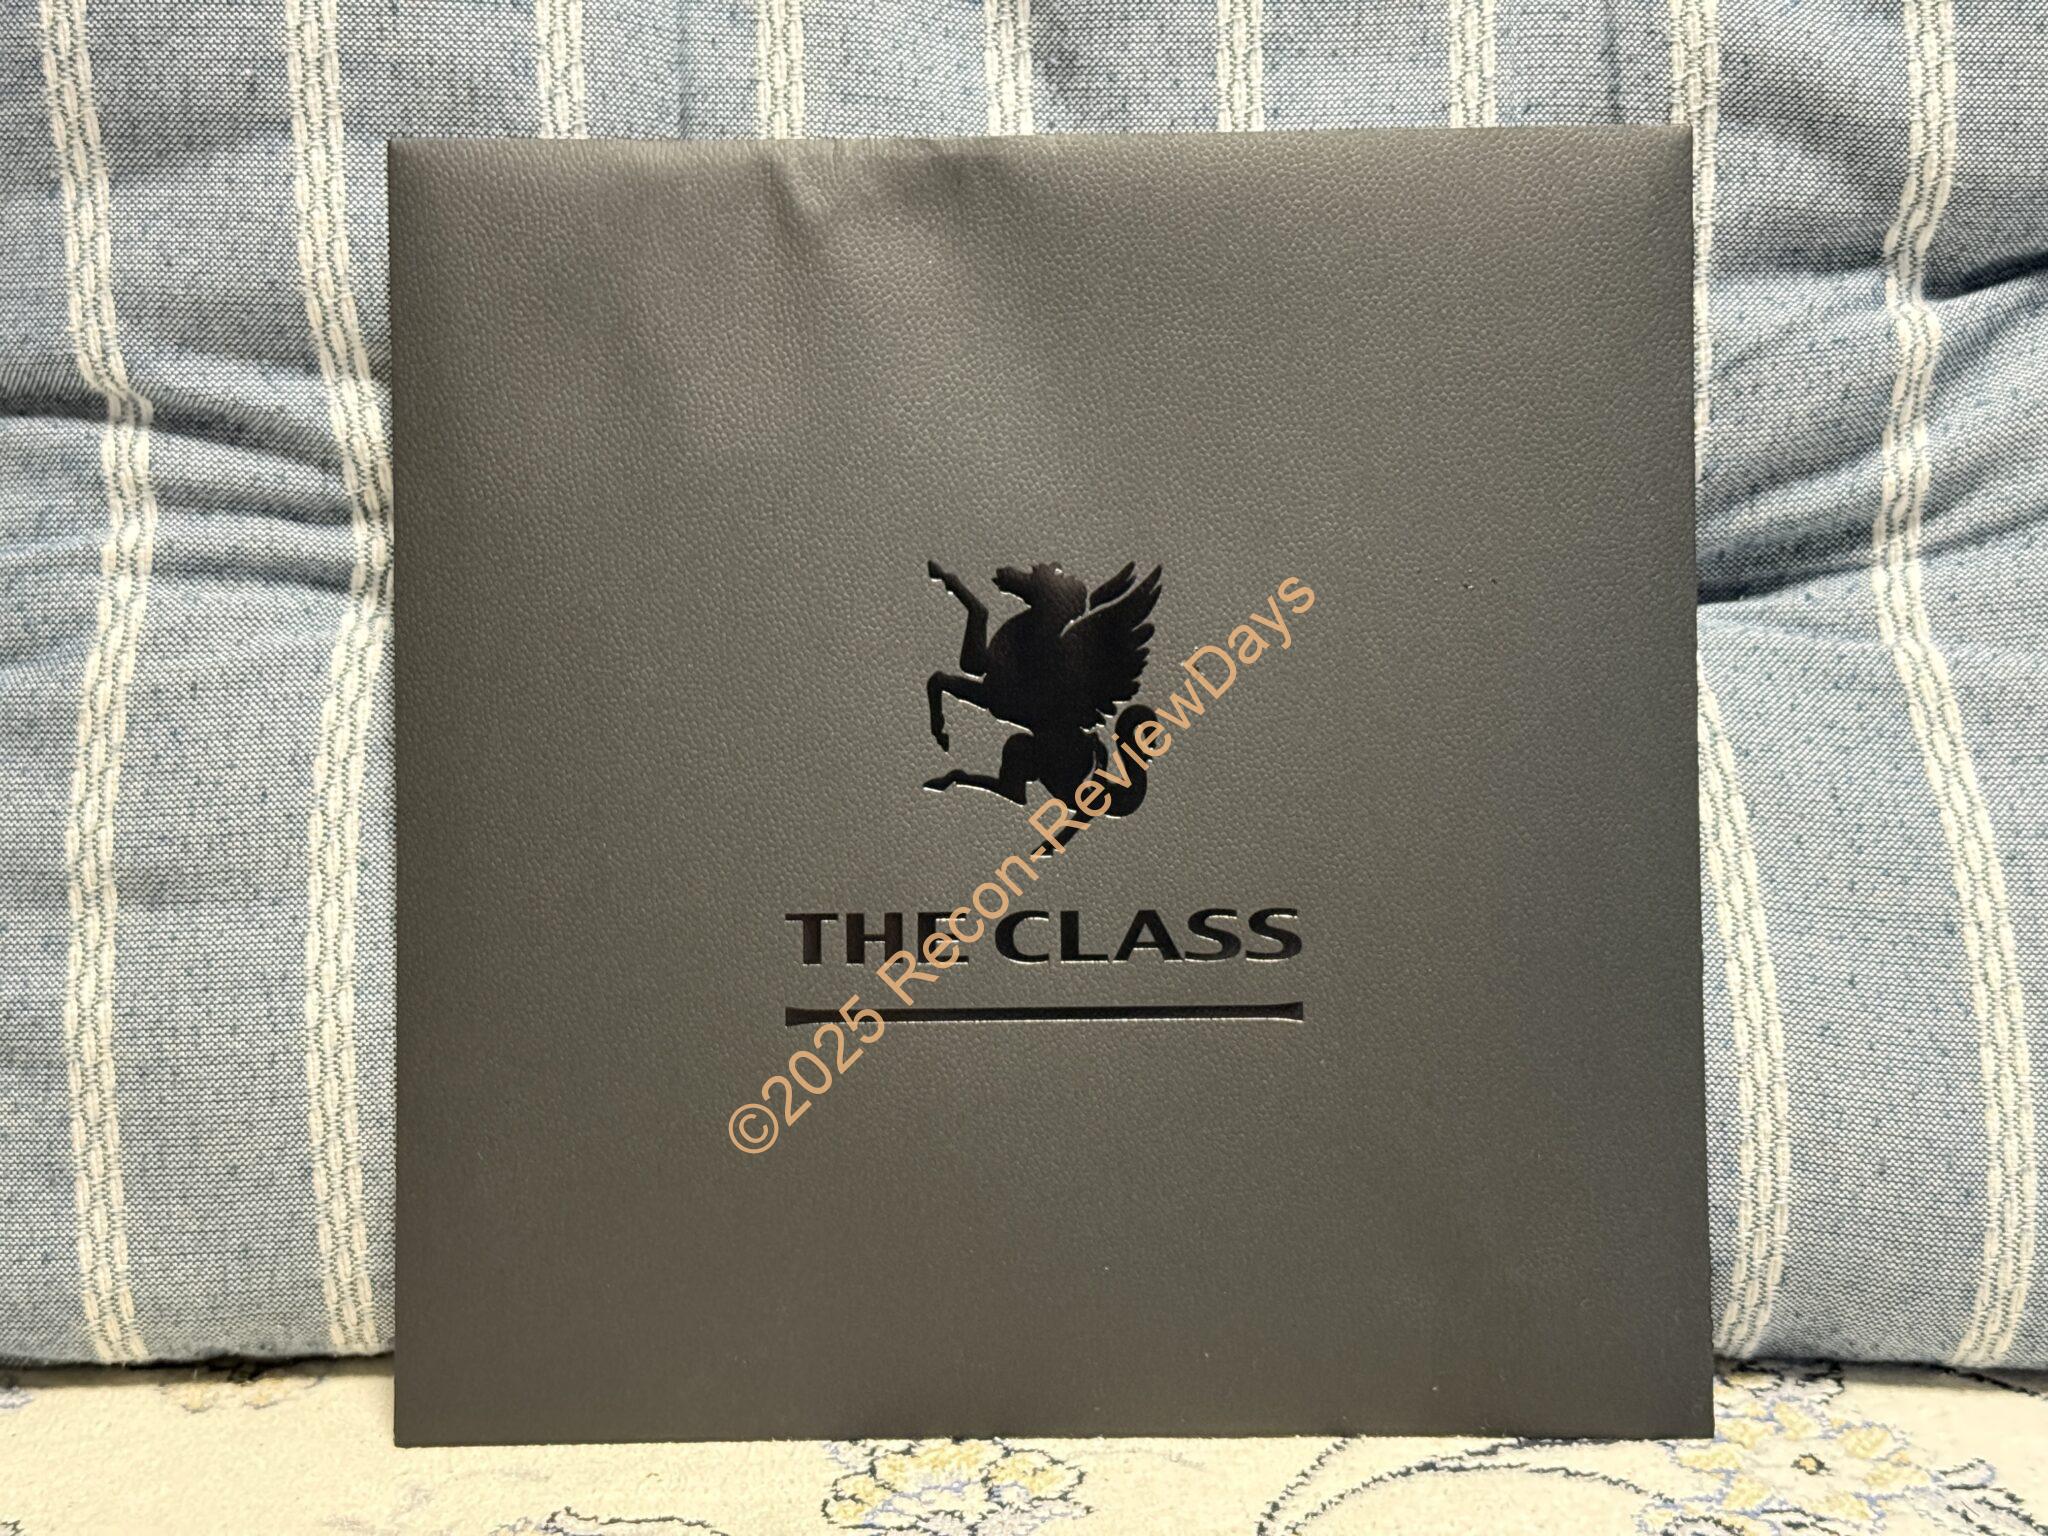 THE CLASS
©2025 Recon-ReviewDays